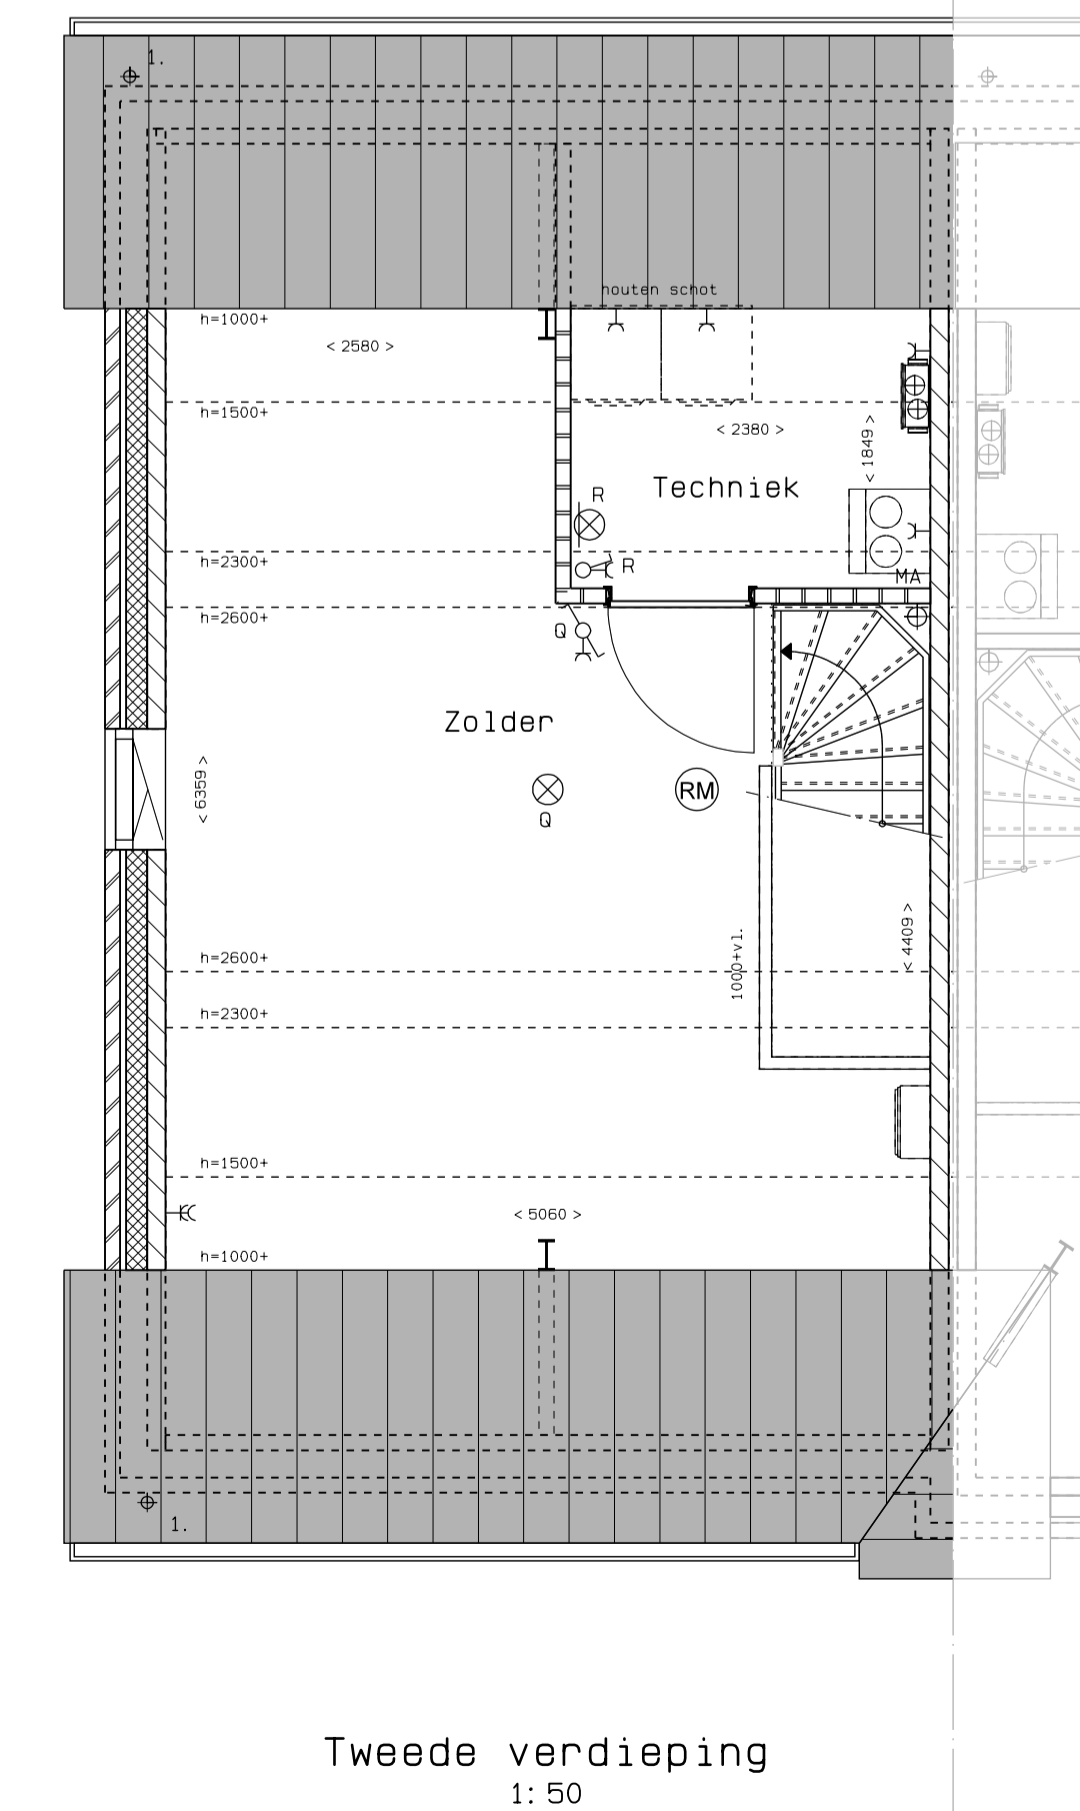 1.
houten schot
h=1000+
< 2580 >
h=1500+
< 2380 >
< 1849 >
Techniek
R
h=2300+
R
MA
h=2600+
Q
Zolder
< 6359 >
RM
Q
< 4409 >
1000+vl.
h=2600+
h=2300+
h=1500+
< 5060 >
h=1000+
1.
Tweede verdieping
1:50